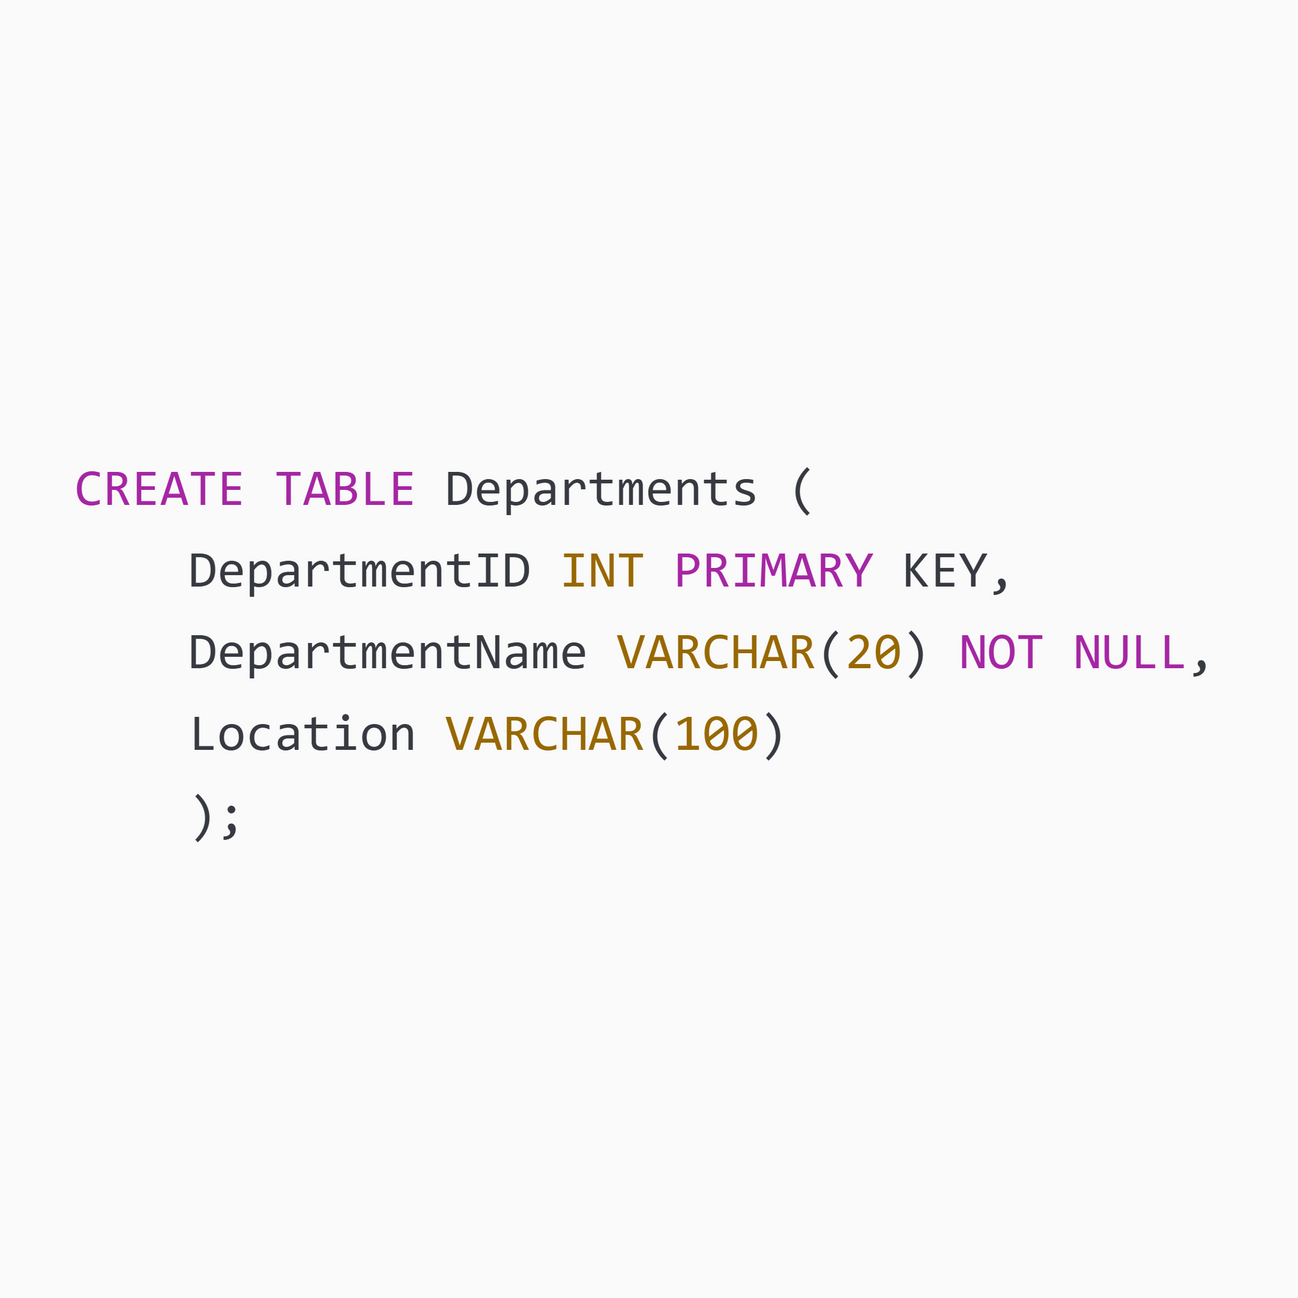 CREATE TABLE Departments (
    DepartmentID INT PRIMARY KEY,
    DepartmentName VARCHAR(20) NOT NULL,
    Location VARCHAR(100)
    );